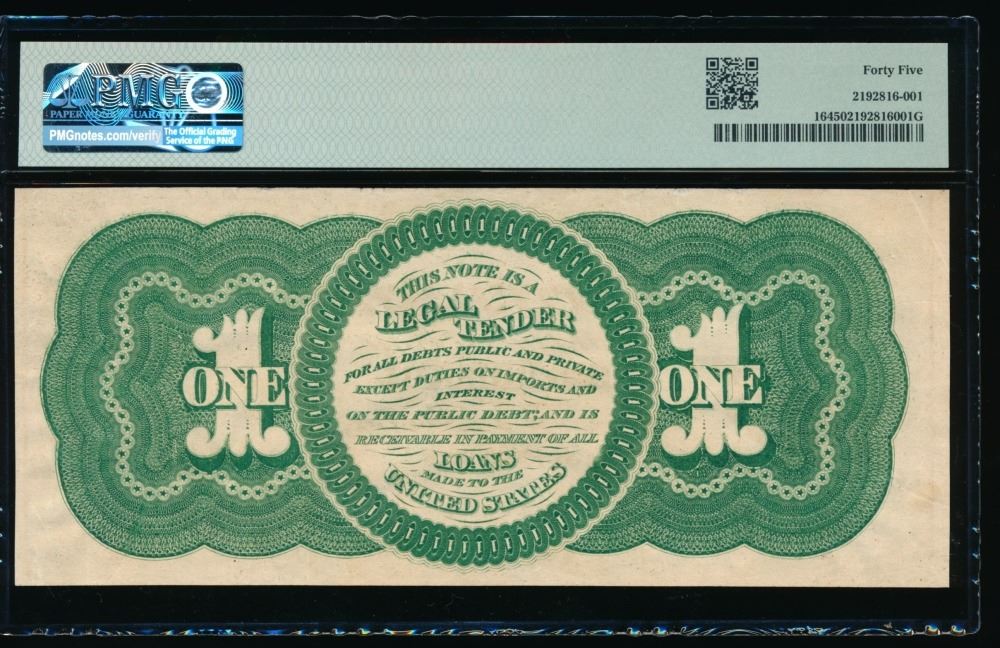 PMG
PAPER MONEY GUARANTY
PMGnotes.com/verify
The Official Grading
Service of the PNG
Forty Five
2192816-001
164502192816001G
THIS NOTE IS A
LEGAL
TENDER
FOR ALL DEBTS PUBLIC AND PRIVATE
EXCEPT DUTIES ON IMPORTS AND
INTEREST
ON THE PUBLIC DEBT; AND IS
RECEIVABLE IN PAYMENT OF ALL
LOANS
MADE TO THE
UNITED STATES
1
ONE
1
ONE